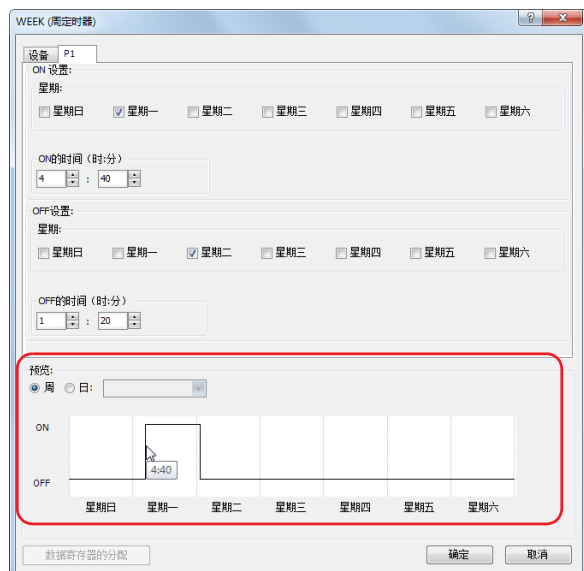 WEEK (周定时器)
设备 P1
ON 设置:
星期:
星期日 星期一 星期二 星期三 星期四 星期五 星期六
ON的时间（时:分）
4 : 40
OFF设置:
星期:
星期日 星期一 星期二 星期三 星期四 星期五 星期六
OFF的时间（时:分）
1 : 20
预览:
周 日:
ON
4:40
OFF
星期日 星期一 星期二 星期三 星期四 星期五 星期六
数据寄存器的分配 确定 取消